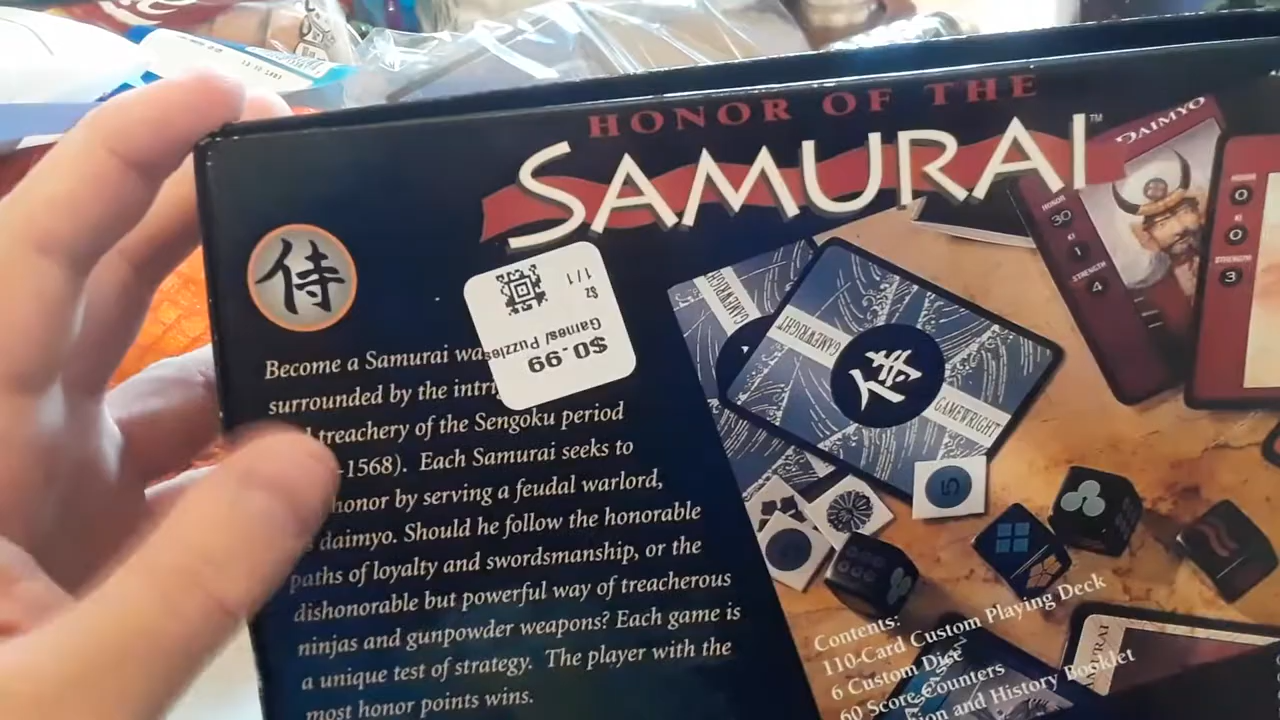 HONOR OF THE
SAMURAI™
侍
$0.99
Games/Puzzles
$2
1/1
Become a Samurai
surrounded by the
treachery of the Sengoku period
-1568). Each Samurai seeks to
honor by serving a feudal warlord,
daimyo. Should he follow the honorable
paths of loyalty and swordsmanship, or the
dishonorable but powerful way of treacherous
ninjas and gunpowder weapons? Each game is
a unique test of strategy. The player with the
most honor points wins.
GAMEWRIGHT
GAMEWRIGHT
侍
GAMEWRIGHT
5
DAIMYO
HONOR
30
KI
1
STRENGTH
4
HONOR
0
KI
0
STRENGTH
3
Contents:
110-Card Custom Playing Deck
6 Custom Dice
60 Score Counters
and History Booklet
SAMURAI